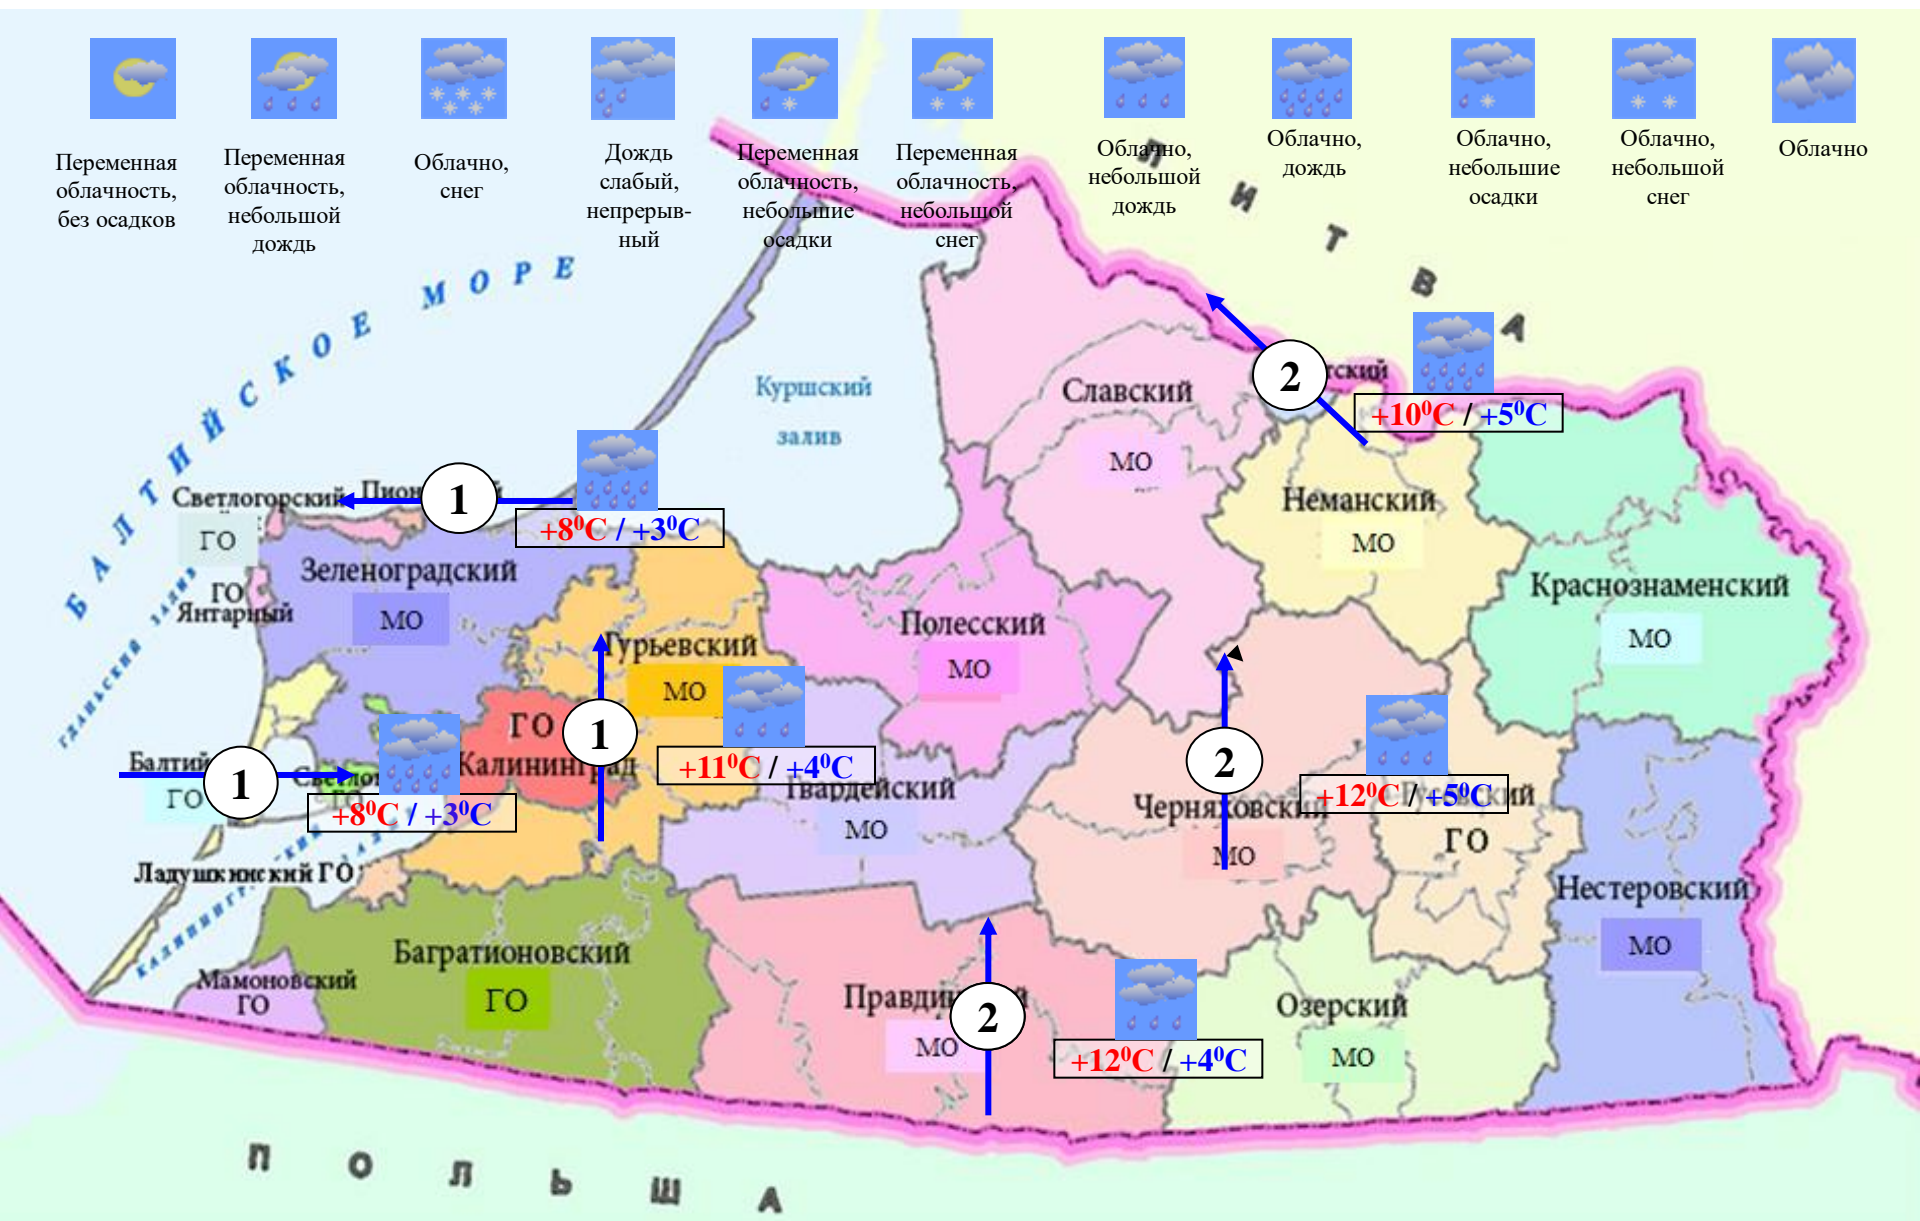 Переменная
облачность,
без осадков
Переменная
облачность,
небольшой
дождь
Облачно,
снег
Дождь
слабый,
непрерыв-
ный
Переменная
облачность,
небольшие
осадки
Переменная
облачность,
небольшой
снег
Облачно,
небольшой
дождь
Облачно,
дождь
Облачно,
небольшие
осадки
Облачно,
небольшой
снег
Облачно
ЛИТВА
БАЛТИЙСКОЕ МОРЕ
Куршский
залив
Славский
МО
2
+10⁰С / +5⁰С
Неманский
МО
Светлогорский
ГО
1
+8⁰С / +3⁰С
Зеленоградский
МО
ГО
Янтарный
Краснознаменский
МО
Полесский
МО
Гурьевский
МО
ГО
Калининград
1
+11⁰С / +4⁰С
Гвардейский
МО
ГО
1
+8⁰С / +3⁰С
2
Черняховский
МО
+12⁰С / +5⁰С
ГО
Ладушкинский ГО
Нестеровский
МО
Багратионовский
ГО
Мамоновский
ГО
МО
2
+12⁰С / +4⁰С
Озерский
МО
ПОЛЬША